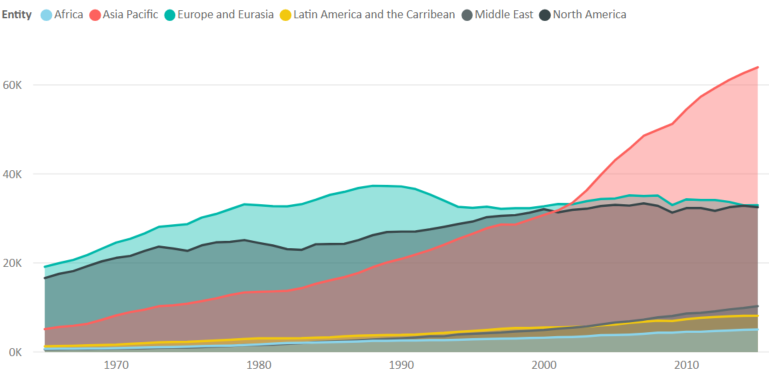 Entity Africa Asia Pacific Europe and Eurasia Latin America and the Carribean Middle East North America
60K
40K
20K
0K
1970 1980 1990 2000 2010